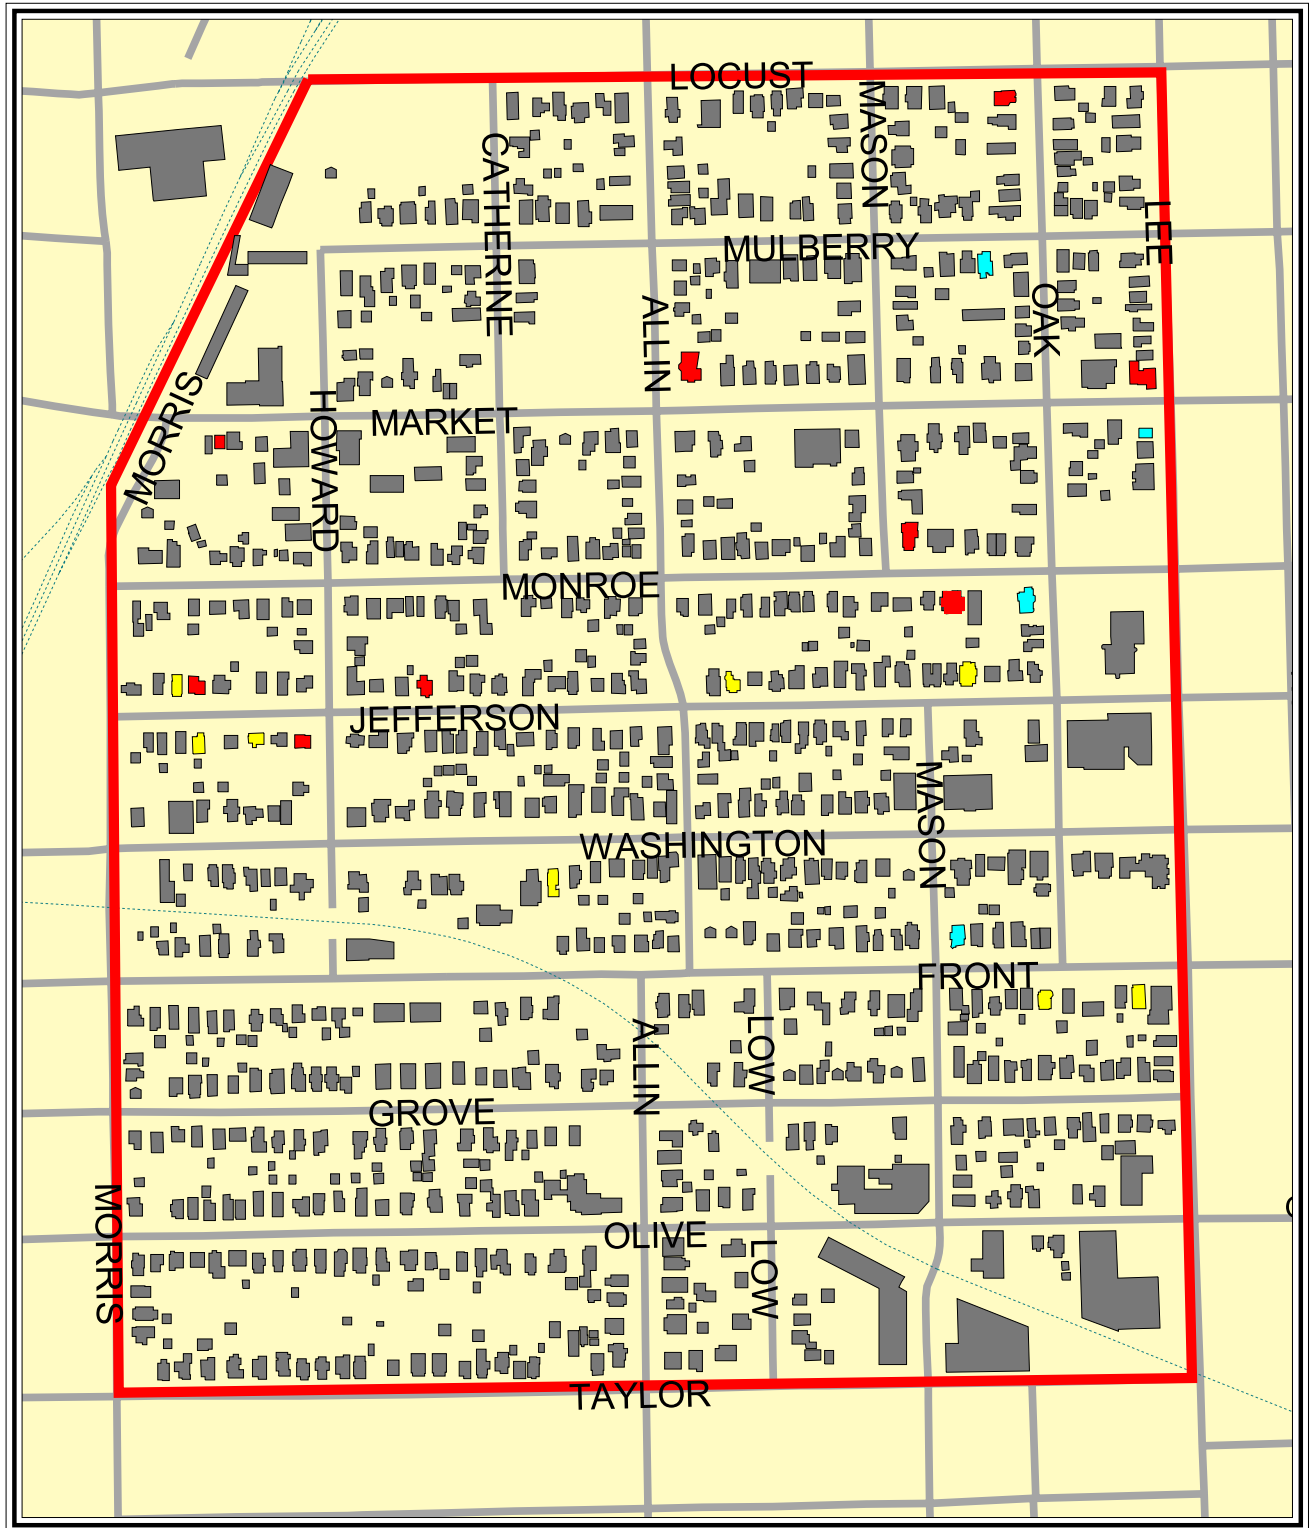 LOCUST
MASON
CATHERINE
LEE
MULBERRY
OAK
ALLIN
MORRIS
HOWARD
MARKET
MONROE
JEFFERSON
MASON
WASHINGTON
FRONT
ALLIN
LOW
GROVE
MORRIS
OLIVE
LOW
TAYLOR